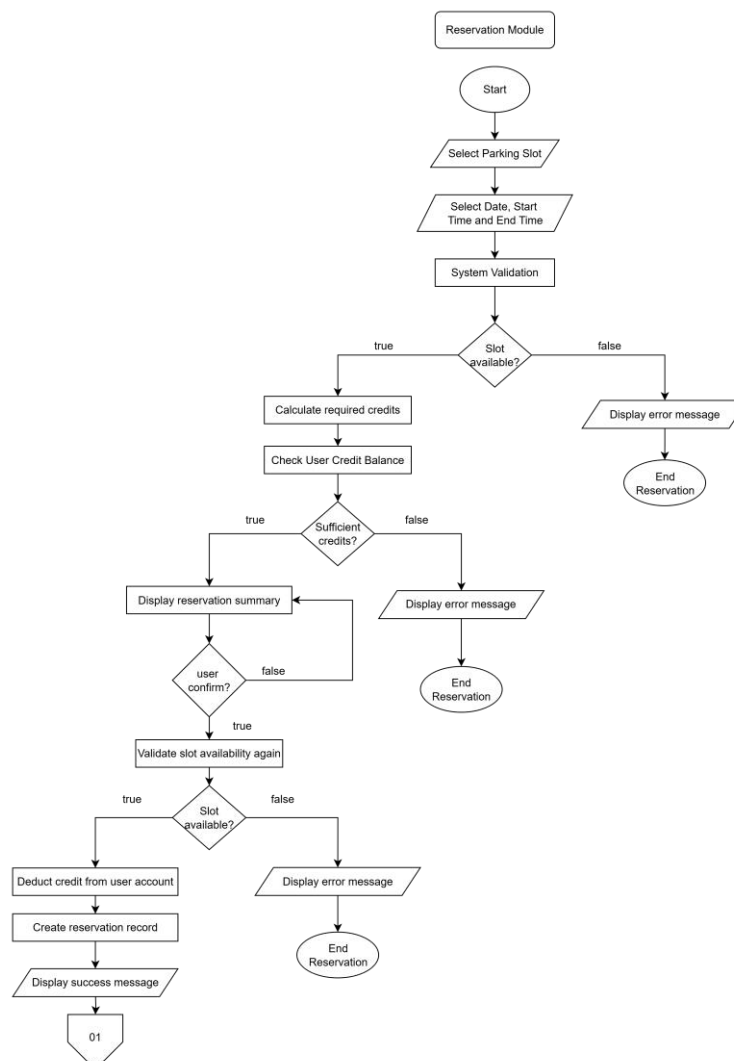 Reservation Module
Start
Select Parking Slot
Select Date, Start
Time and End Time
System Validation
Slot
available?
true
false
Calculate required credits
Display error message
Check User Credit Balance
End
Reservation
Sufficient
credits?
true
false
Display reservation summary
Display error message
user
confirm?
false
End
Reservation
true
Validate slot availability again
Slot
available?
true
false
Deduct credit from user account
Display error message
Create reservation record
End
Reservation
Display success message
01